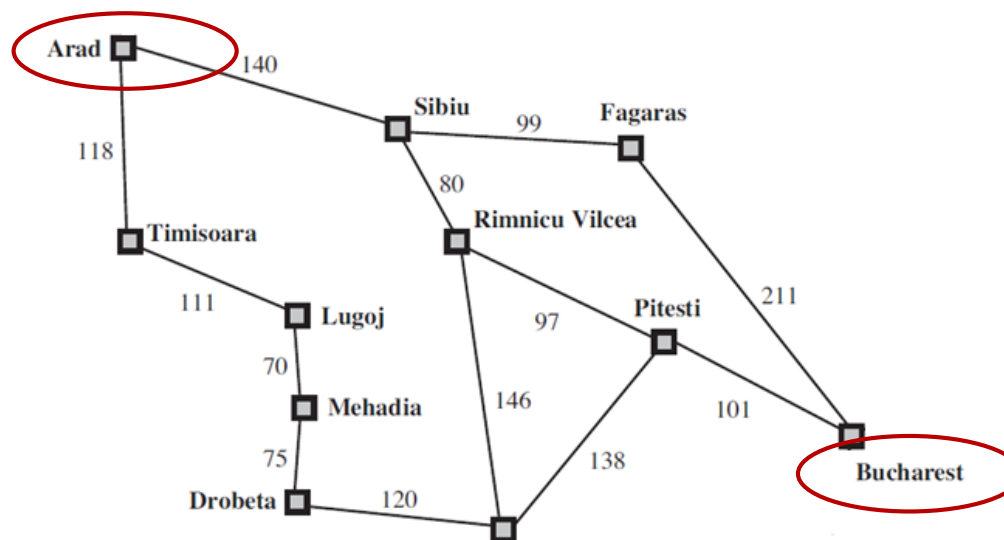 Arad
140
Sibiu
Fagaras
99
118
80
Timisoara
Rimnicu Vilcea
111
Lugoj
97
Pitesti
211
70
Mehadia
146
101
75
138
Bucharest
Drobeta
120